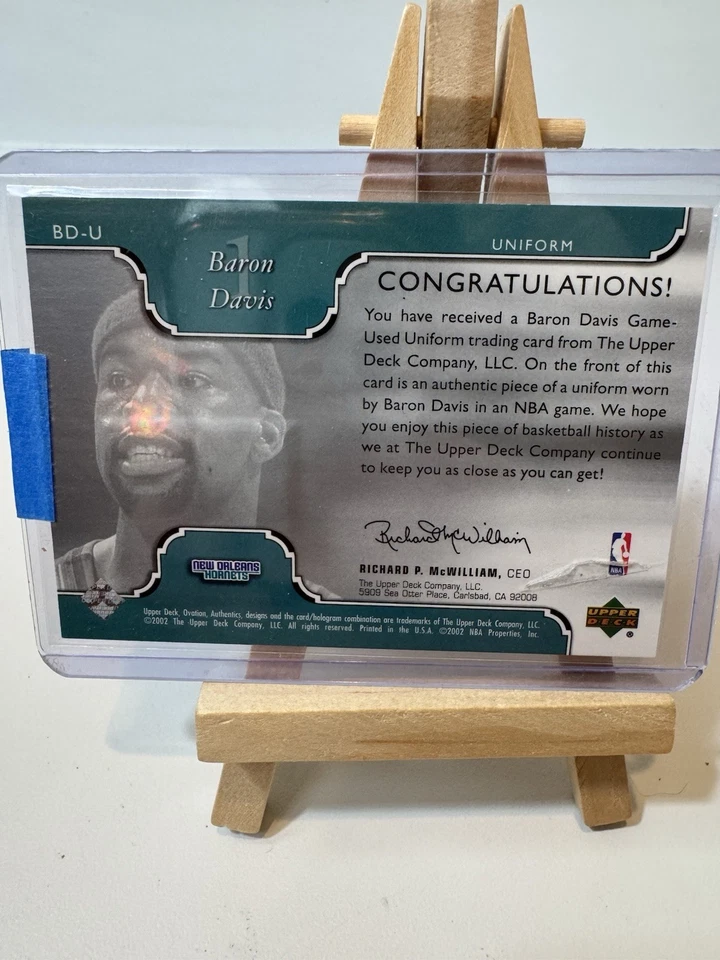 BD-U
UNIFORM
1
Baron
Davis
CONGRATULATIONS!
You have received a Baron Davis Game-
Used Uniform trading card from The Upper
Deck Company, LLC. On the front of this
card is an authentic piece of a uniform worn
by Baron Davis in an NBA game. We hope
you enjoy this piece of basketball history as
we at The Upper Deck Company continue
to keep you as close as you can get!
Richard P. McWilliam
RICHARD P. McWILLIAM, CEO
The Upper Deck Company, LLC
5909 Sea Otter Place, Carlsbad, CA 92008
NBA
NEW ORLEANS
HORNETS
UPPER
DECK
®
Upper Deck, Ovation, Authentics, designs and the card/hologram combination are trademarks of The Upper Deck Company, LLC.
©2002 The Upper Deck Company, LLC. All rights reserved. Printed in the U.S.A. ©2002 NBA Properties, Inc.